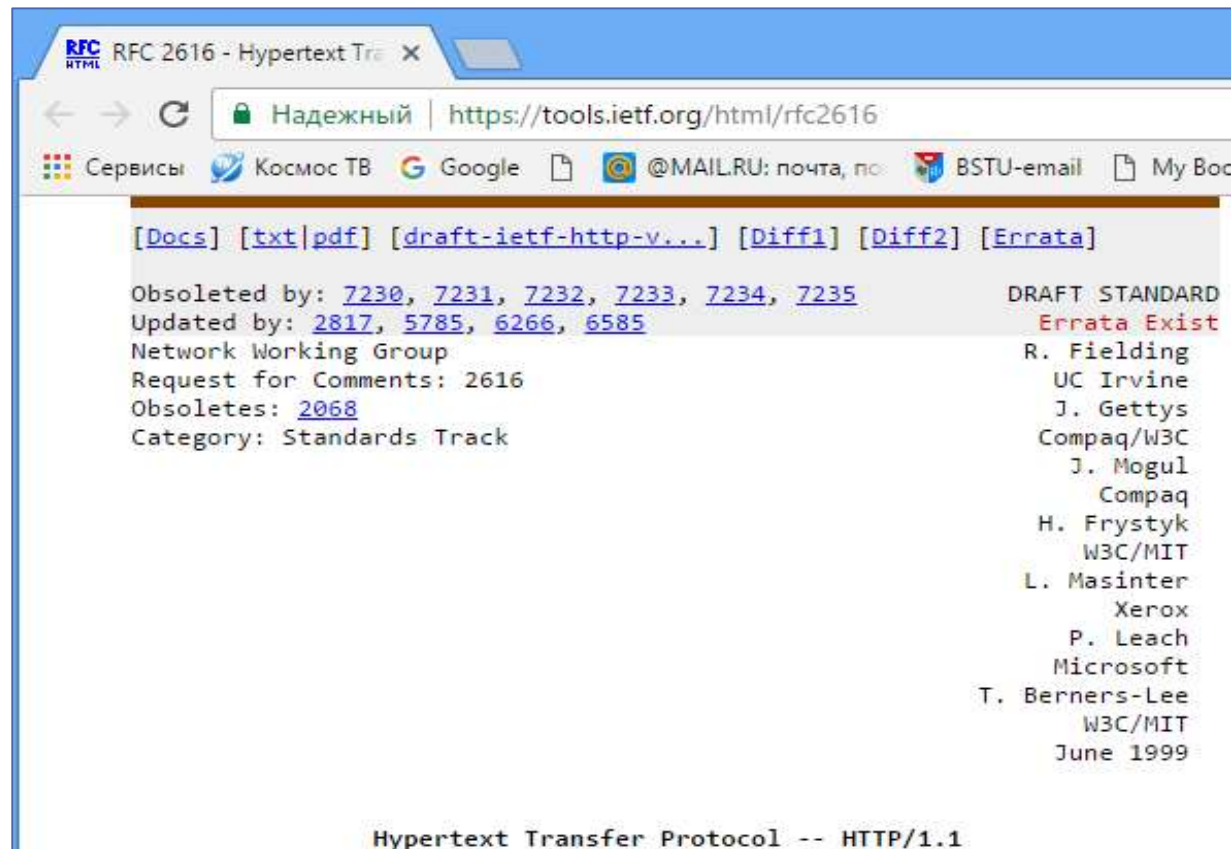 RFC HTML RFC 2616 - Hypertext Tra
Надежный | https://tools.ietf.org/html/rfc2616
Сервисы Космос ТВ Google @MAIL.RU: почта, по BSTU-email My Boo
[Docs] [txt|pdf] [draft-ietf-http-v...] [Diff1] [Diff2] [Errata]
Obsoleted by: 7230, 7231, 7232, 7233, 7234, 7235 DRAFT STANDARD
Updated by: 2817, 5785, 6266, 6585 Errata Exist
Network Working Group R. Fielding
Request for Comments: 2616 UC Irvine
Obsoletes: 2068 J. Gettys
Category: Standards Track Compaq/W3C
J. Mogul
Compaq
H. Frystyk
W3C/MIT
L. Masinter
Xerox
P. Leach
Microsoft
T. Berners-Lee
W3C/MIT
June 1999
Hypertext Transfer Protocol -- HTTP/1.1